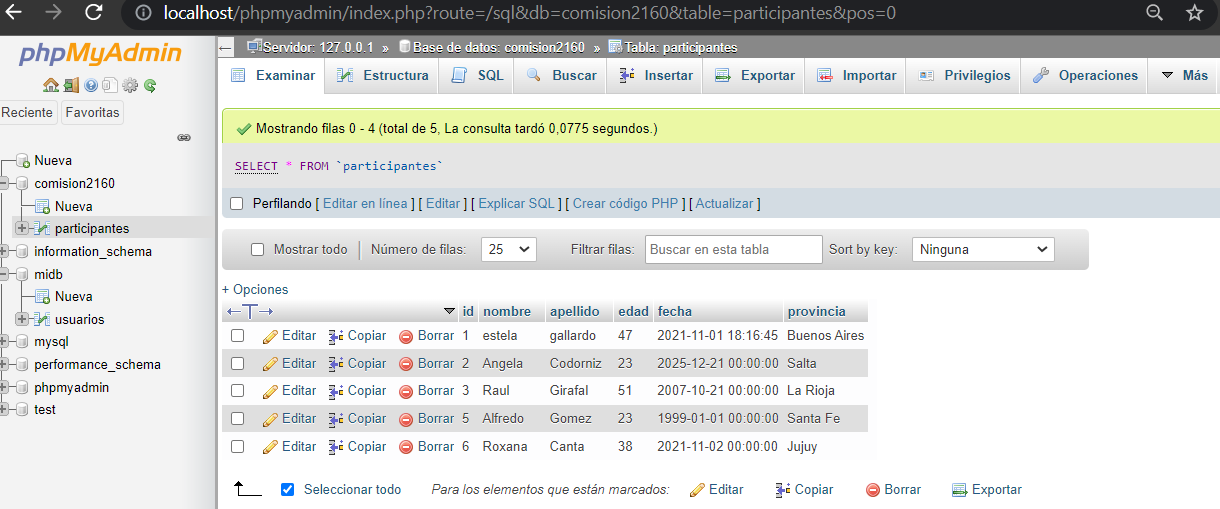 localhost/phpmyadmin/index.php?route=/sql&db=comision2160&table=participantes&pos=0
phpMyAdmin
Reciente Favoritas
Nueva
comision2160
Nueva
participantes
information_schema
midb
Nueva
usuarios
mysql
performance_schema
phpmyadmin
test
Servidor: 127.0.0.1 » Base de datos: comision2160 » Tabla: participantes
Examinar Estructura SQL Buscar Insertar Exportar Importar Privilegios Operaciones Más
Mostrando filas 0 - 4 (total de 5, La consulta tardó 0,0775 segundos.)
SELECT * FROM `participantes`
Perfilando [ Editar en línea ] [ Editar ] [ Explicar SQL ] [ Crear código PHP ] [ Actualizar ]
Mostrar todo Número de filas: 25 Filtrar filas: Buscar en esta tabla Sort by key: Ninguna
+ Opciones
←T→ id nombre apellido edad fecha provincia
Editar Copiar Borrar 1 estela gallardo 47 2021-11-01 18:16:45 Buenos Aires
Editar Copiar Borrar 2 Angela Codorniz 23 2025-12-21 00:00:00 Salta
Editar Copiar Borrar 3 Raul Girafal 51 2007-10-21 00:00:00 La Rioja
Editar Copiar Borrar 5 Alfredo Gomez 23 1999-01-01 00:00:00 Santa Fe
Editar Copiar Borrar 6 Roxana Canta 38 2021-11-02 00:00:00 Jujuy
Seleccionar todo Para los elementos que están marcados: Editar Copiar Borrar Exportar